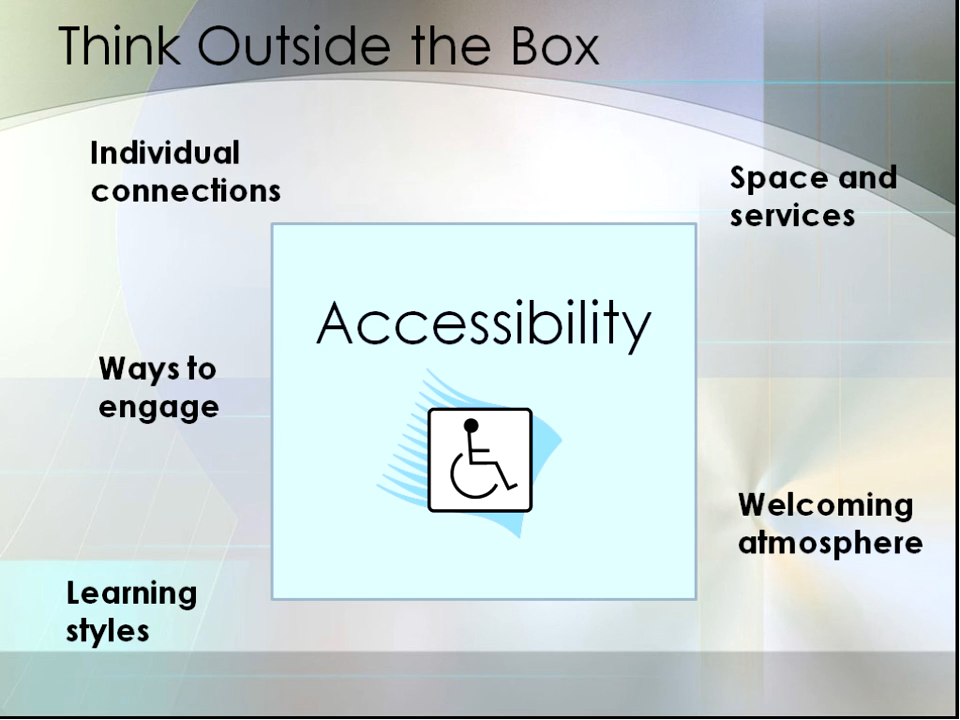 Think Outside the Box
Individual
connections
Space and
services
Accessibility
Ways to
engage
Welcoming
atmosphere
Learning
styles